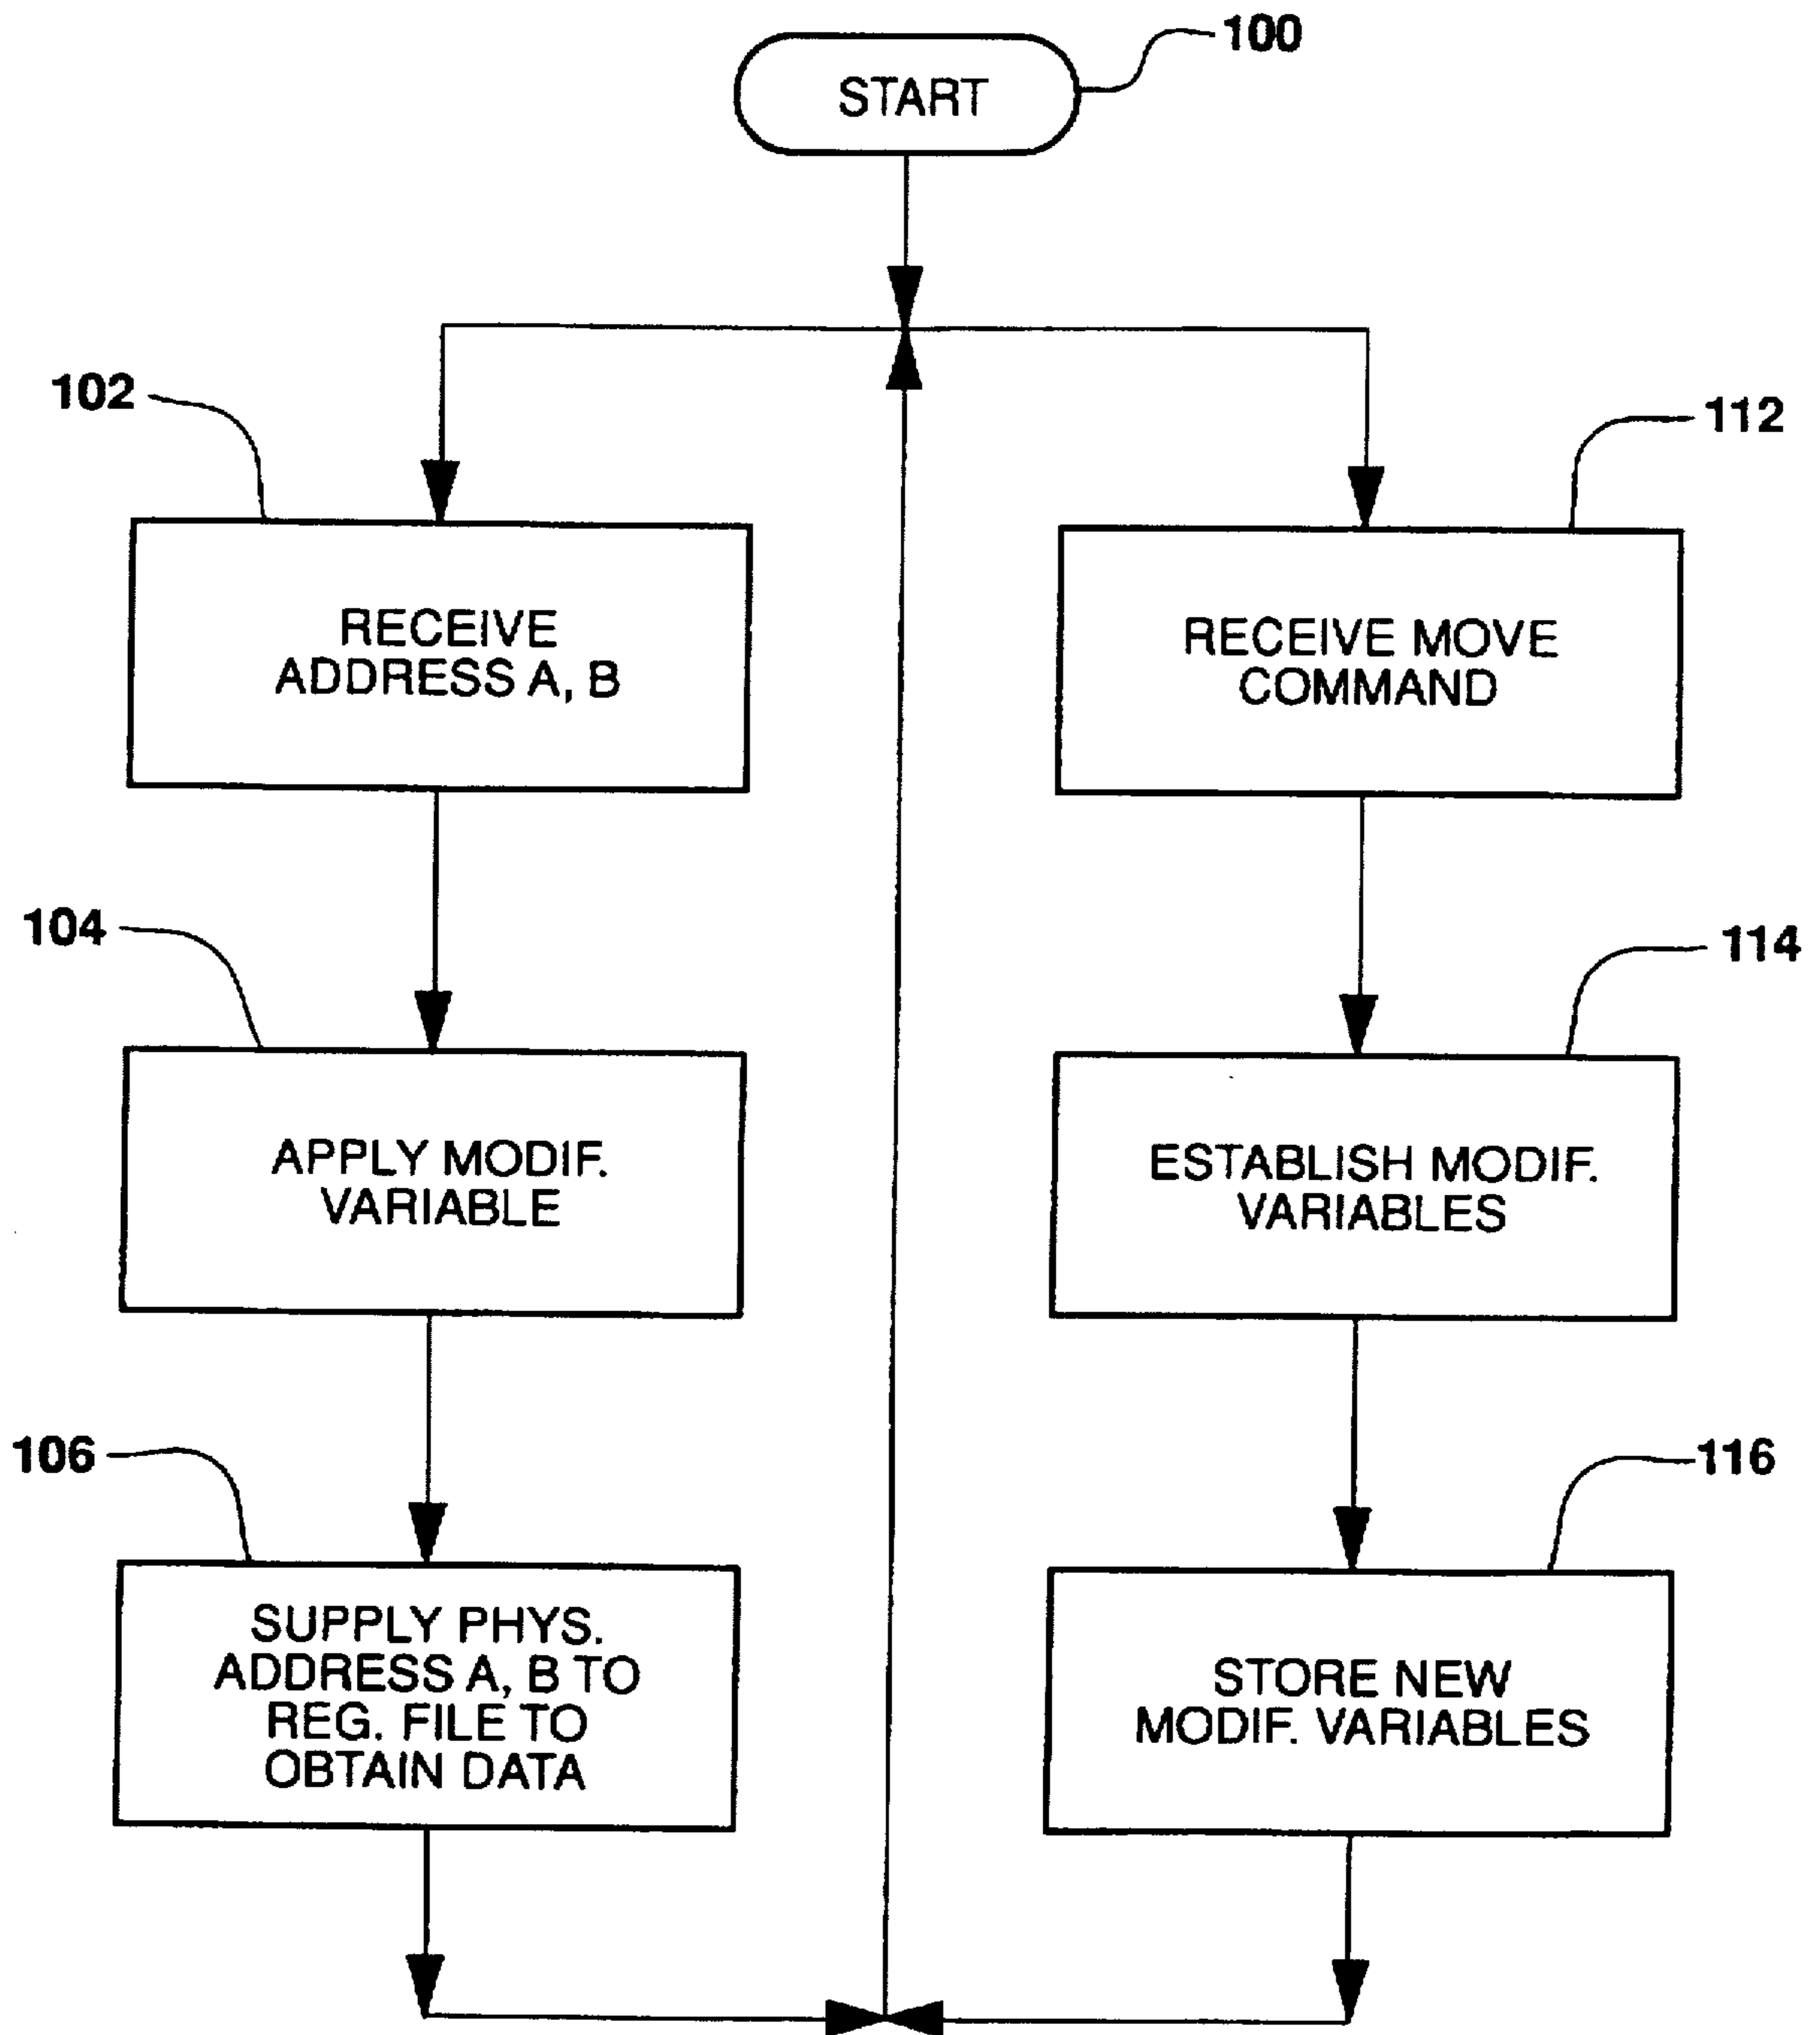 100
START
102
RECEIVE
ADDRESS A, B
112
RECEIVE MOVE
COMMAND
104
APPLY MODIF.
VARIABLE
114
ESTABLISH MODIF.
VARIABLES
106
SUPPLY PHYS.
ADDRESS A, B TO
REG. FILE TO
OBTAIN DATA
116
STORE NEW
MODIF. VARIABLES